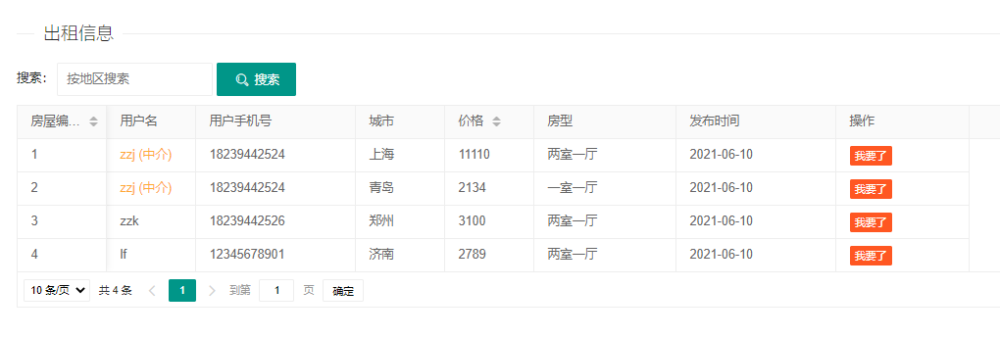 出租信息
搜索： 按地区搜索 搜索
房屋编... 用户名 用户手机号 城市 价格 房型 发布时间 操作
1 zzj (中介) 18239442524 上海 11110 两室一厅 2021-06-10 我要了
2 zzj (中介) 18239442524 青岛 2134 一室一厅 2021-06-10 我要了
3 zzk 18239442526 郑州 3100 两室一厅 2021-06-10 我要了
4 lf 12345678901 济南 2789 两室一厅 2021-06-10 我要了
10 条/页 共 4 条 1 到第 1 页 确定